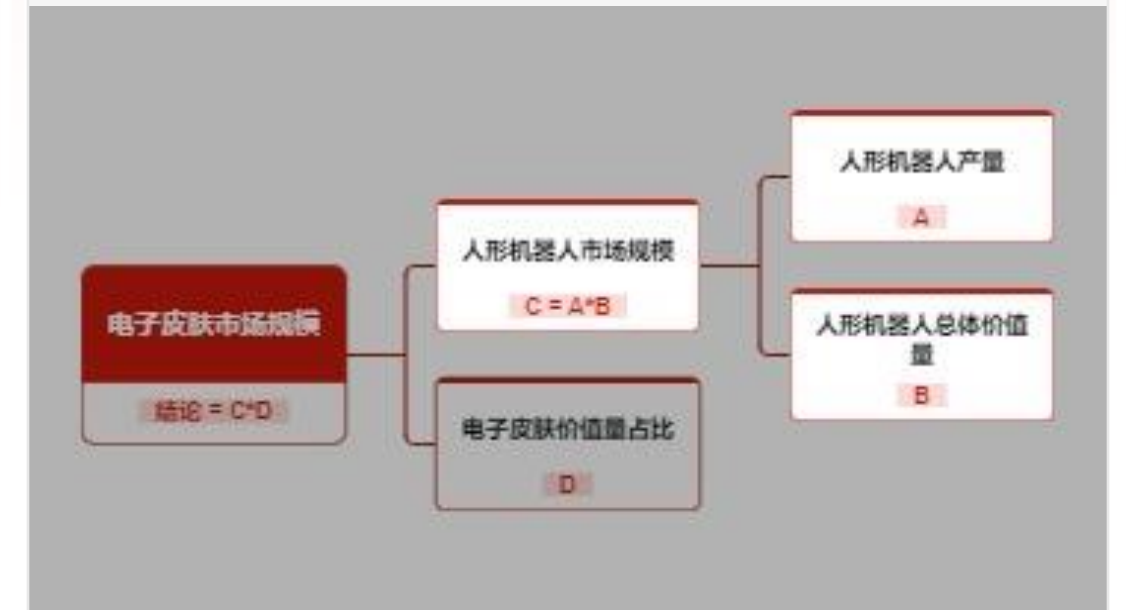 电子皮肤市场规模
结论 = C*D
人形机器人市场规模
C = A*B
电子皮肤价值量占比
D
人形机器人产量
A
人形机器人总体价值
量
B